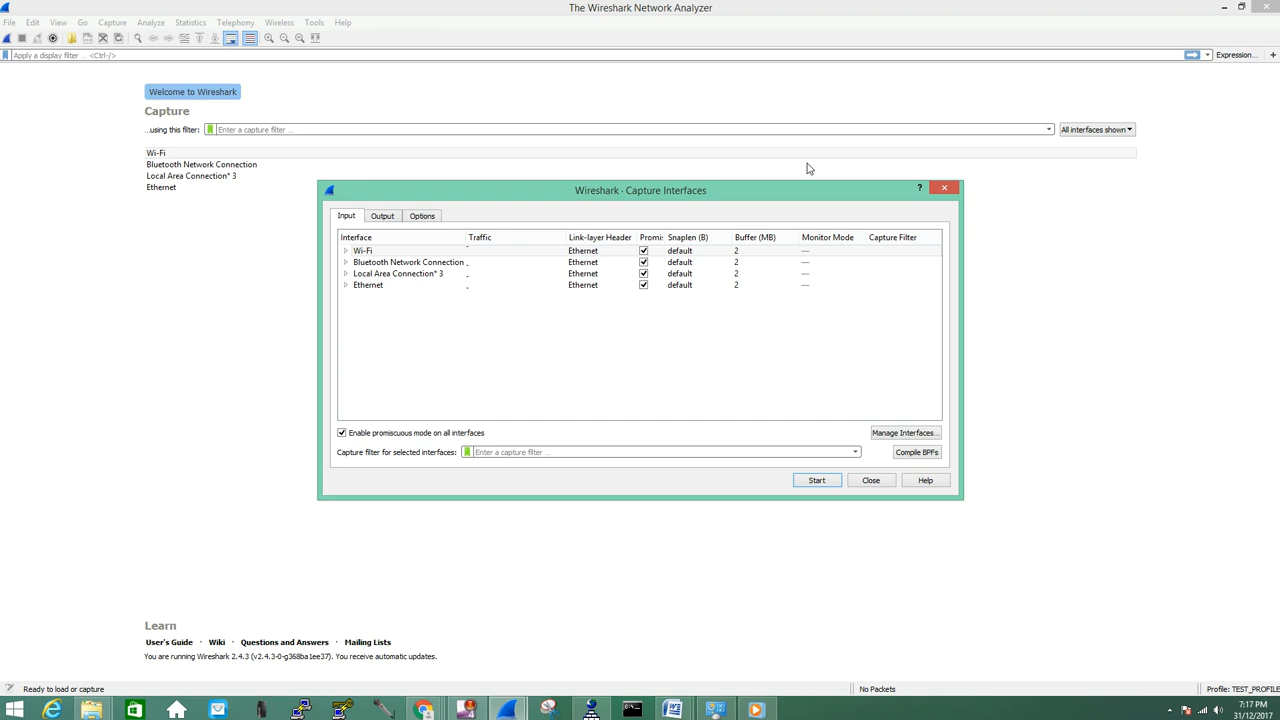 The Wireshark Network Analyzer
File Edit View Go Capture Analyze Statistics Telephony Wireless Tools Help
Apply a display filter ... <Ctrl-/>
Expression... +
Welcome to Wireshark
Capture
...using this filter: Enter a capture filter ... All interfaces shown
Wi-Fi
Bluetooth Network Connection
Local Area Connection* 3
Ethernet
Wireshark · Capture Interfaces
?
Input Output Options
Interface Traffic Link-layer Header Promis Snaplen (B) Buffer (MB) Monitor Mode Capture Filter
Wi-Fi Ethernet default 2 —
Bluetooth Network Connection Ethernet default 2 —
Local Area Connection* 3 Ethernet default 2 —
Ethernet Ethernet default 2 —
Enable promiscuous mode on all interfaces
Manage Interfaces...
Capture filter for selected interfaces: Enter a capture filter ...
Compile BPFs
Start Close Help
Learn
User's Guide · Wiki · Questions and Answers · Mailing Lists
You are running Wireshark 2.4.3 (v2.4.3-0-g368ba1ee37). You receive automatic updates.
Ready to load or capture
No Packets
Profile: TEST_PROFILE
7:17 PM
31/12/2017